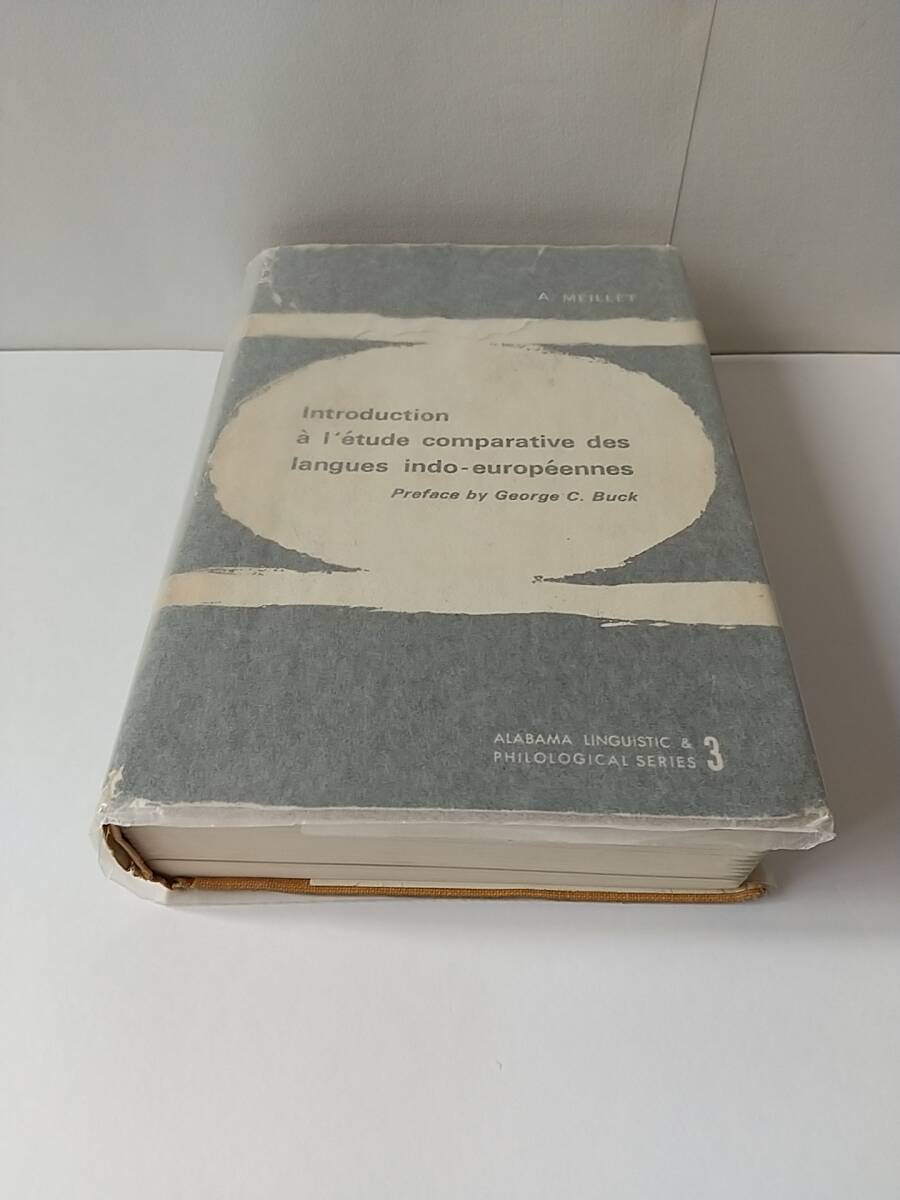 A. MEILLET
Introduction
à l'étude comparative des
langues indo-européennes
Preface by George C. Buck
ALABAMA LINGUISTIC &
PHILOLOGICAL SERIES 3